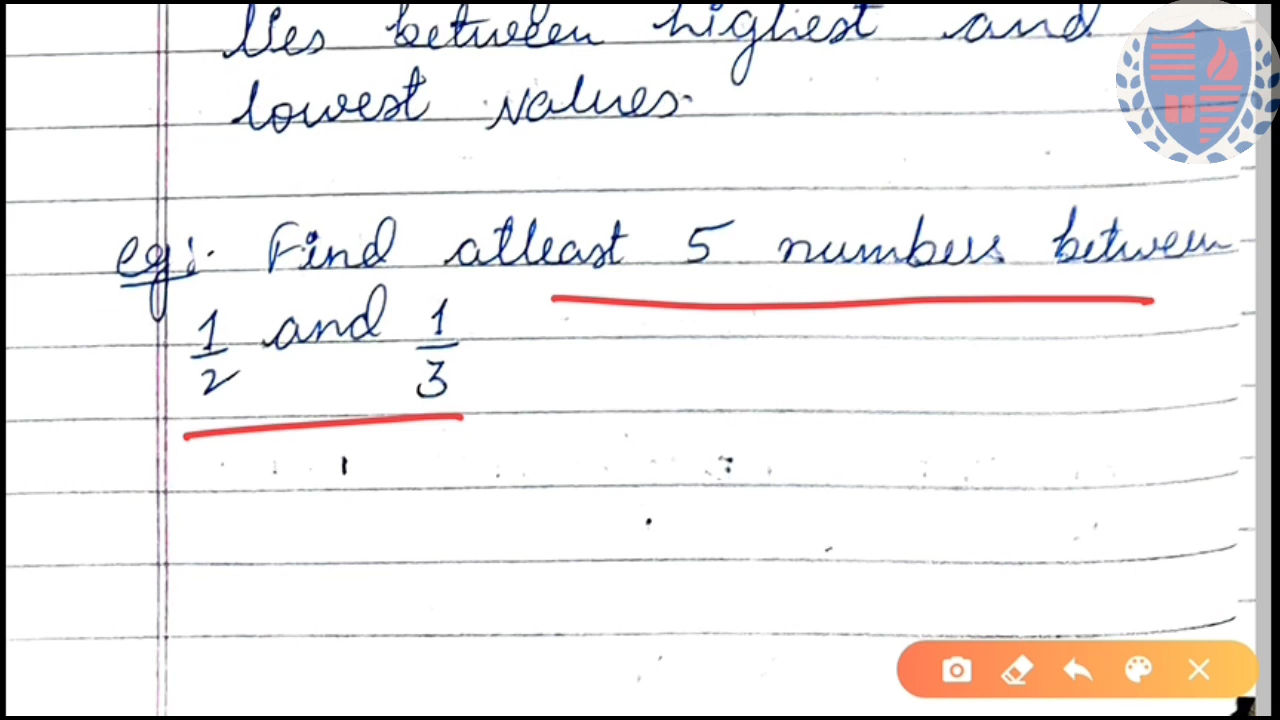 lies between highest and
lowest values.
eg:- Find atleast 5 numbers between
1/2 and 1/3